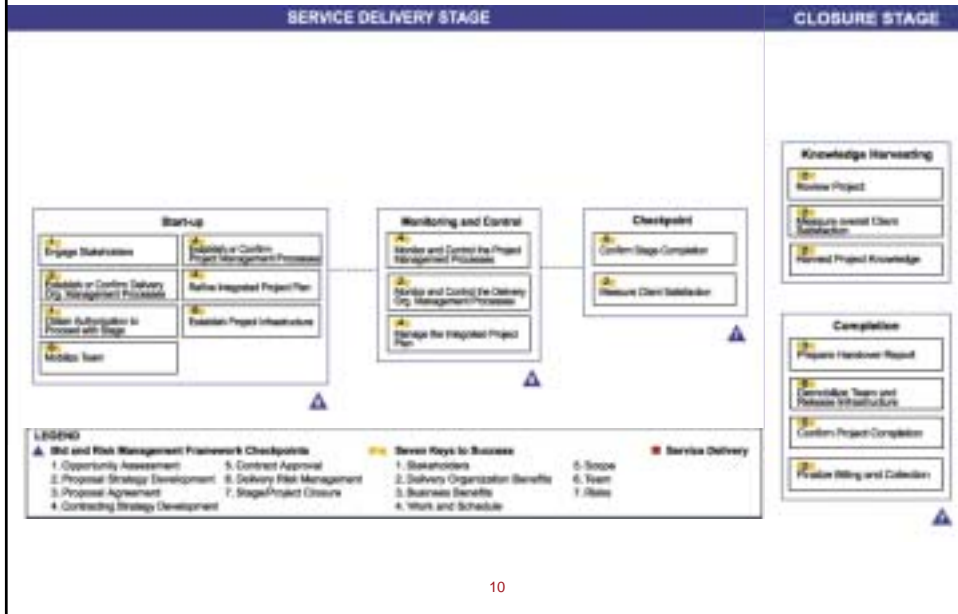 SERVICE DELIVERY STAGE
CLOSURE STAGE
Start-up
Engage Stakeholders
Establish or Confirm
Project Management Processes
Establish or Confirm Delivery
Org. Management Processes
Refine Integrated Project Plan
Obtain Authorization to
Proceed with Stage
Establish Project Infrastructure
Mobilize Team
Monitoring and Control
Monitor and Control the Project
Management Processes
Monitor and Control the Delivery
Org. Management Processes
Manage the Integrated Project
Plan
Checkpoint
Confirm Stage Completion
Measure Client Satisfaction
Knowledge Harvesting
Review Project
Measure overall Client
Satisfaction
Harvest Project Knowledge
Completion
Prepare Handover Report
Demobilize Team and
Release Infrastructure
Confirm Project Completion
Finalize Billing and Collection
LEGEND
Bid and Risk Management Framework Checkpoints
1. Opportunity Assessment
2. Proposal Strategy Development
3. Proposal Agreement
4. Contracting Strategy Development
5. Contract Approval
6. Delivery Risk Management
7. Stage/Project Closure
Seven Keys to Success
1. Stakeholders
2. Delivery Organization Benefits
3. Business Benefits
4. Work and Schedule
5. Scope
6. Team
7. Risks
Service Delivery
10